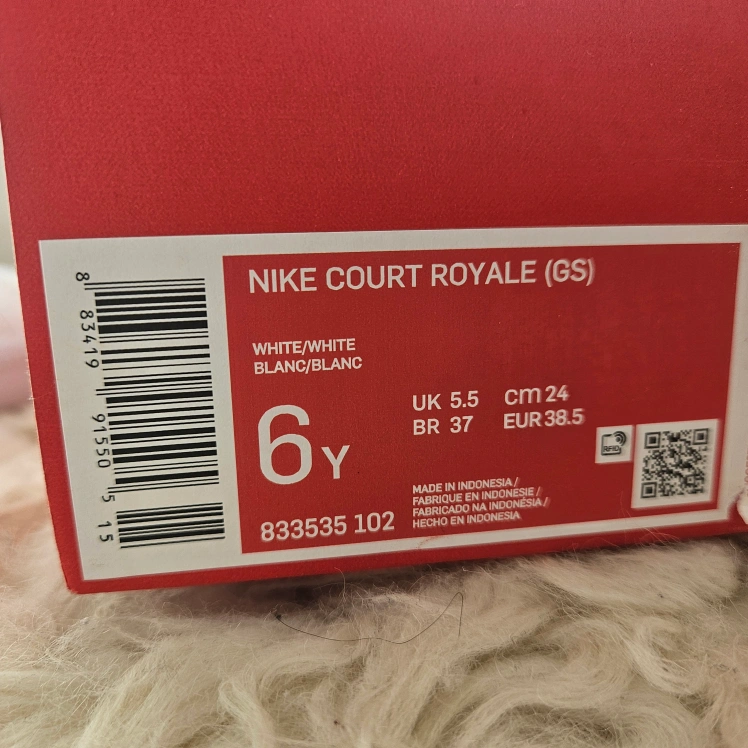 NIKE COURT ROYALE (GS)
WHITE/WHITE
BLANC/BLANC
6Y
UK 5.5 cm 24
BR 37 EUR 38.5
MADE IN INDONESIA /
FABRIQUE EN INDONESIE /
FABRICADO NA INDONÉSIA /
HECHO EN INDONESIA
833535 102
RFID
8 83419 91550 5 15